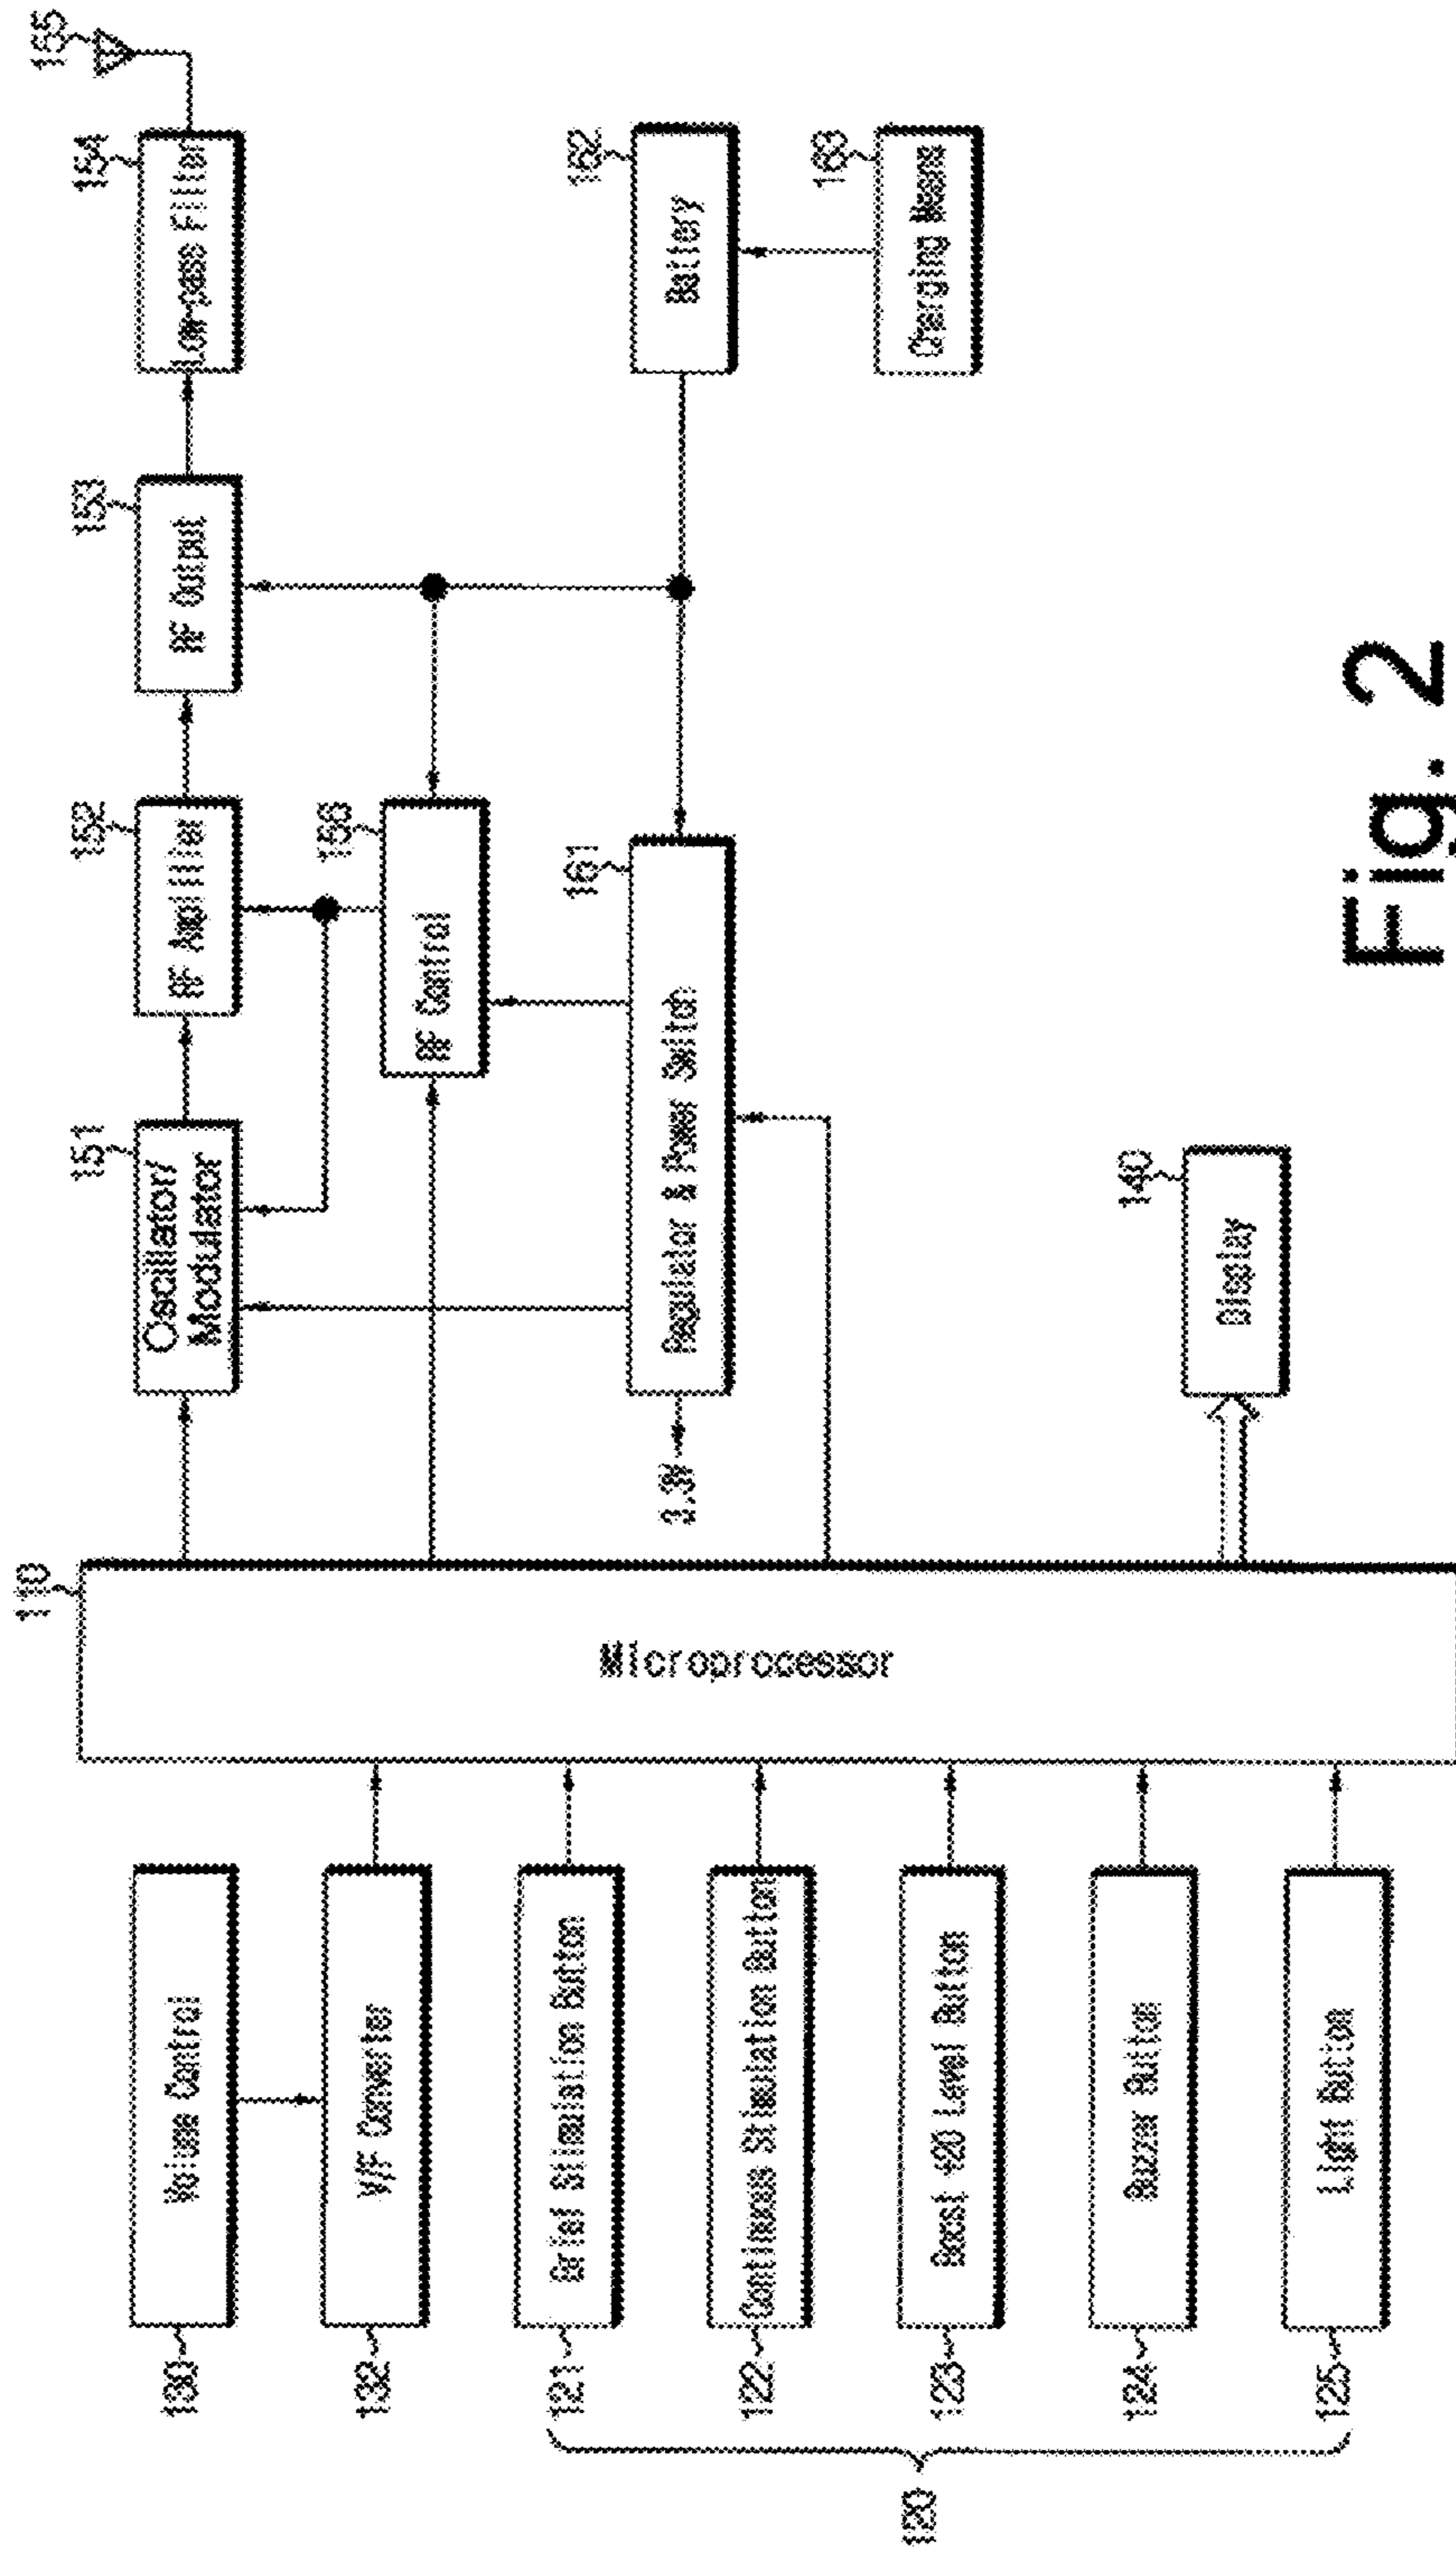 110
Microprocessor
130
Volume Control
132
V/F Converter
121
Brief Stimulation Button
122
Continuous Stimulation Button
123
Boost +20 Level Button
124
Buzzer Button
125
Light Button
120
151
Oscillator/
Modulator
152
RF Amplifier
153
RF Output
154
Low-pass Filter
155
156
RF Control
161
Regulator & Power Switch
3.3V
162
Battery
163
Charging Means
140
Display
Fig. 2